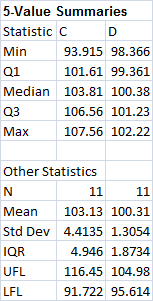 5-Value Summaries
Statistic C D
Min 93.915 98.366
Q1 101.61 99.361
Median 103.81 100.38
Q3 106.56 101.23
Max 107.56 102.22
Other Statistics
N 11 11
Mean 103.13 100.31
Std Dev 4.4135 1.3054
IQR 4.946 1.8734
UFL 116.45 104.98
LFL 91.722 95.614